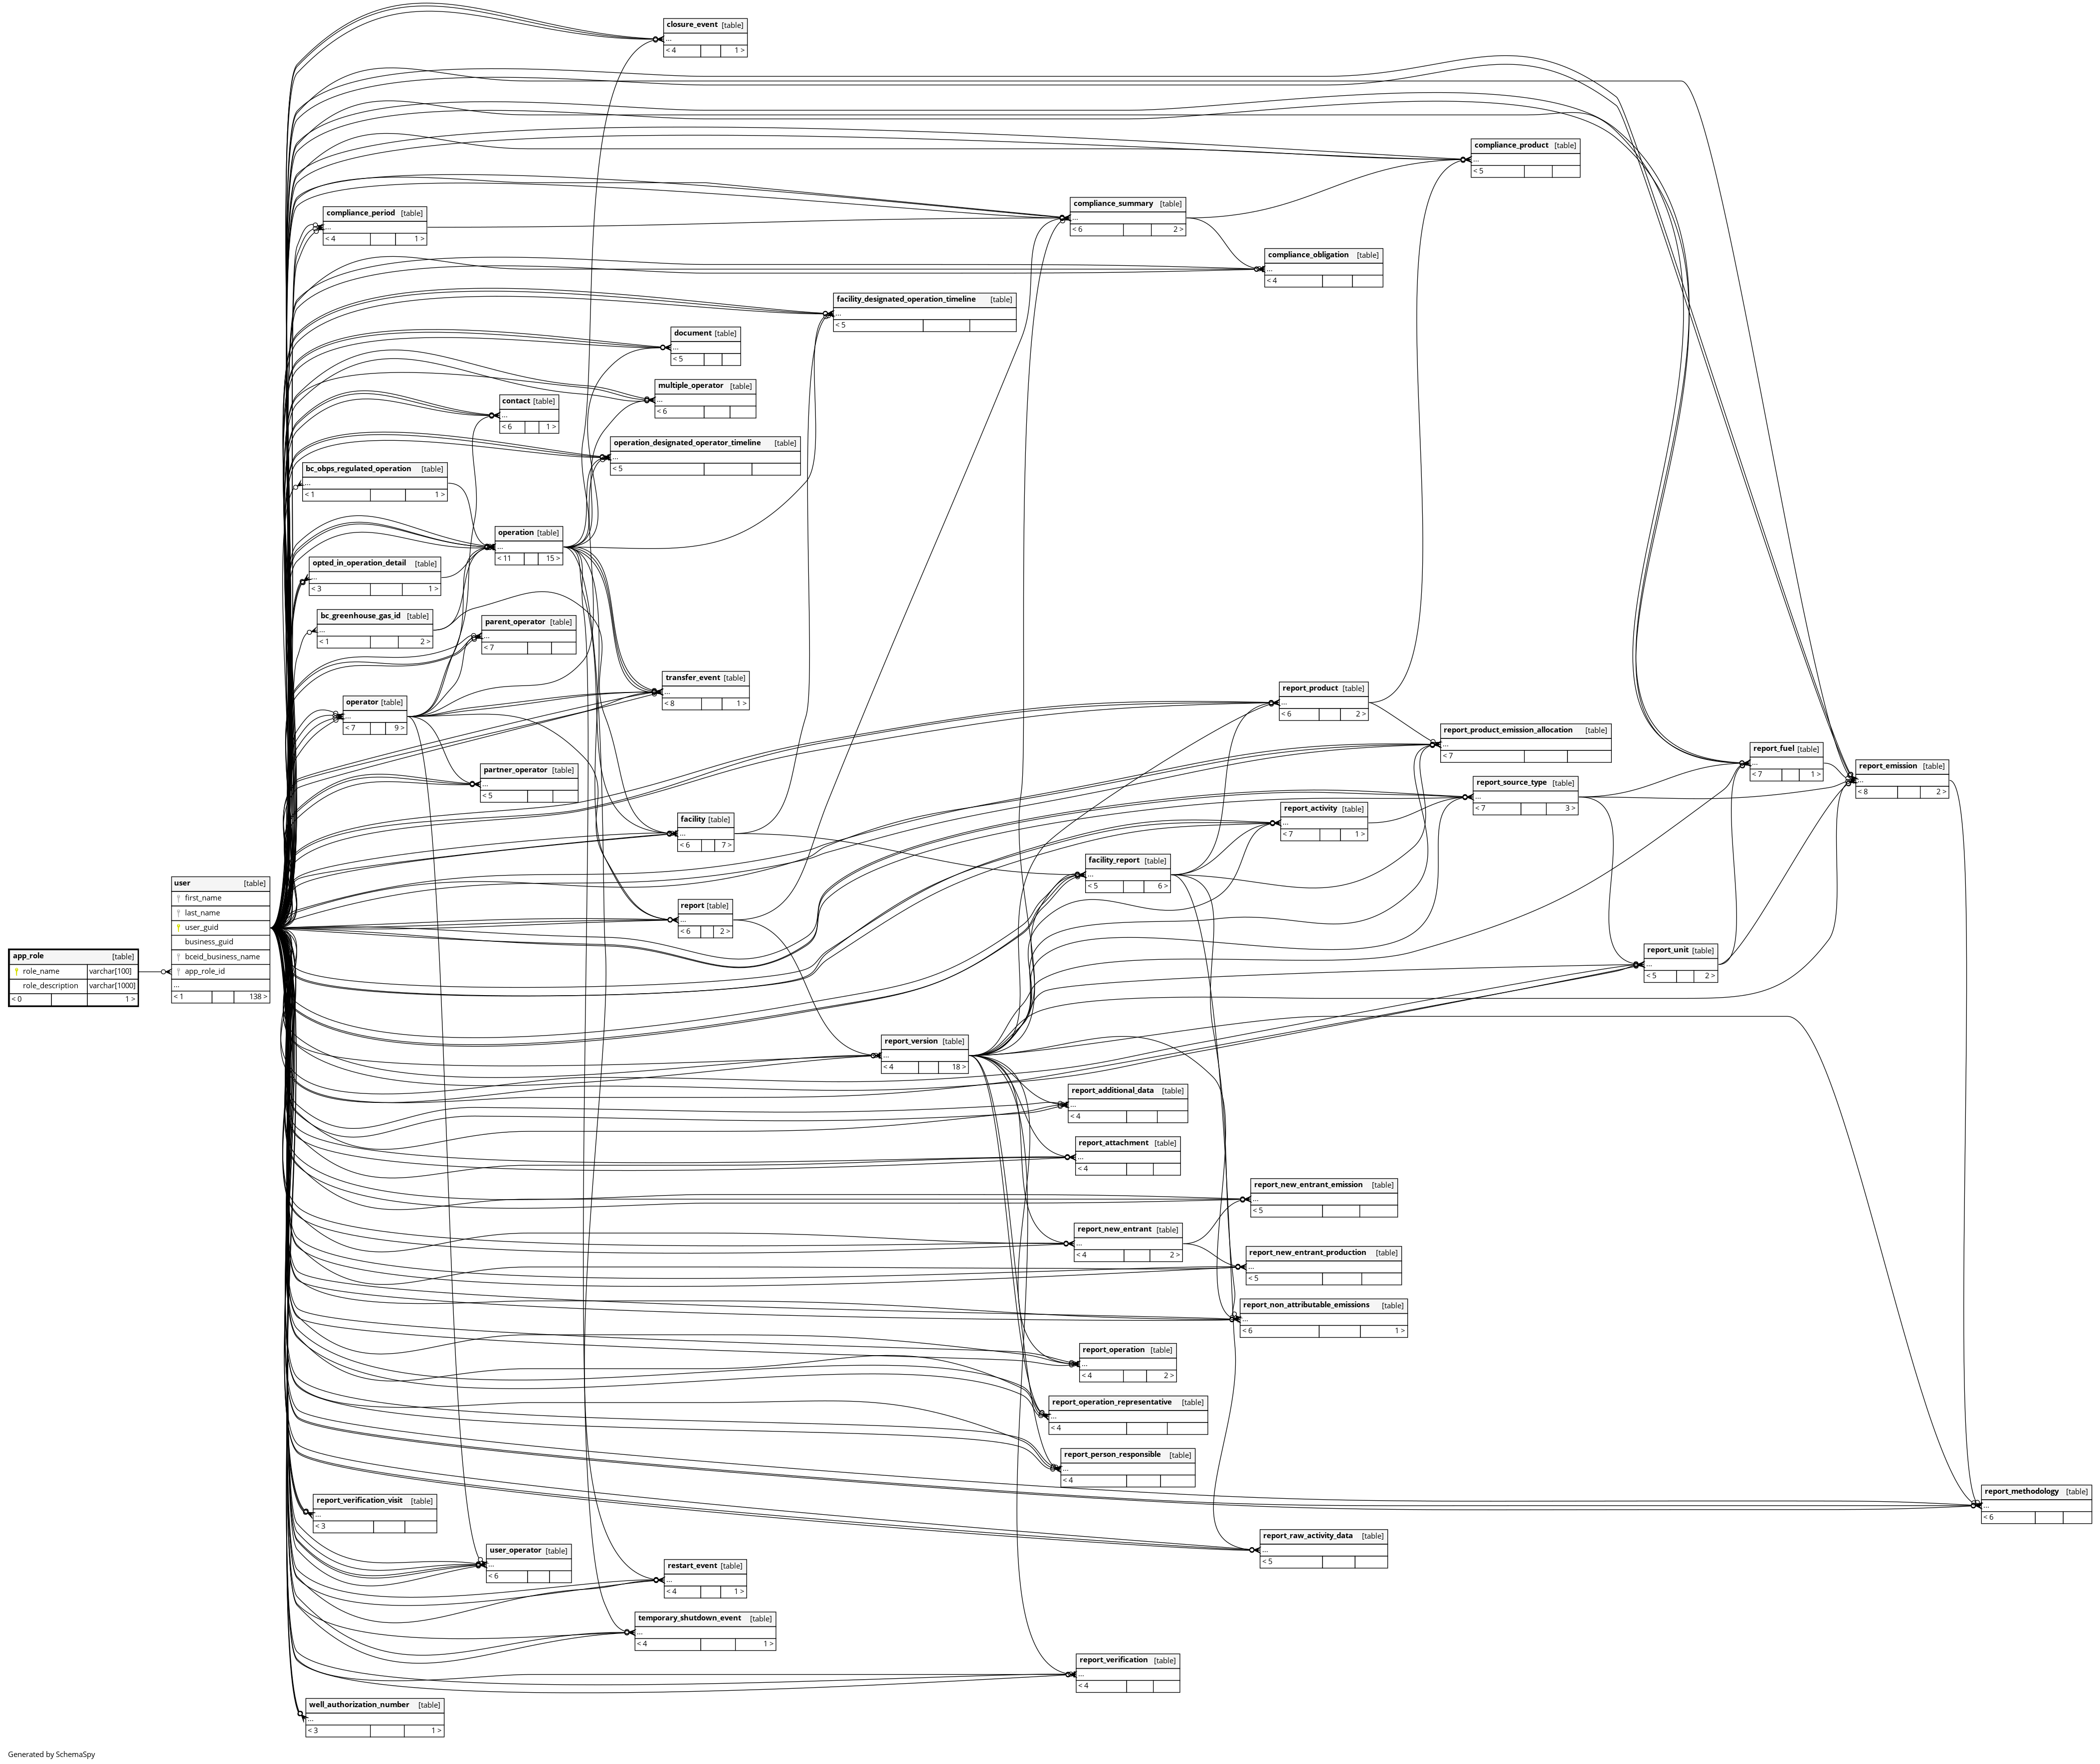 closure_event [table]
...
< 4 1 >
compliance_product [table]
...
< 5
compliance_summary [table]
...
< 6 2 >
compliance_period [table]
...
< 4 1 >
compliance_obligation [table]
...
< 4
facility_designated_operation_timeline [table]
...
< 5
document [table]
...
< 5
multiple_operator [table]
...
< 6
contact [table]
...
< 6 1 >
operation_designated_operator_timeline [table]
...
< 5
bc_obps_regulated_operation [table]
...
< 1 1 >
operation [table]
...
< 11 15 >
opted_in_operation_detail [table]
...
< 3 1 >
bc_greenhouse_gas_id [table]
...
< 1 2 >
parent_operator [table]
...
< 7
transfer_event [table]
...
< 8 1 >
operator [table]
...
< 7 9 >
report_product [table]
...
< 6 2 >
report_product_emission_allocation [table]
...
< 7
report_fuel [table]
...
< 7 1 >
report_emission [table]
...
< 8 2 >
partner_operator [table]
...
< 5
report_source_type [table]
...
< 7 3 >
report_activity [table]
...
< 7 1 >
facility [table]
...
< 6 7 >
facility_report [table]
...
< 5 6 >
user [table]
first_name
last_name
user_guid
business_guid
bceid_business_name
app_role_id
...
< 1 138 >
report [table]
...
< 6 2 >
app_role [table]
role_name varchar[100]
role_description varchar[1000]
< 0 1 >
report_unit [table]
...
< 5 2 >
report_version [table]
...
< 4 18 >
report_additional_data [table]
...
< 4
report_attachment [table]
...
< 4
report_new_entrant_emission [table]
...
< 5
report_new_entrant [table]
...
< 4 2 >
report_new_entrant_production [table]
...
< 5
report_non_attributable_emissions [table]
...
< 6 1 >
report_operation [table]
...
< 4 2 >
report_operation_representative [table]
...
< 4
report_person_responsible [table]
...
< 4
report_methodology [table]
...
< 6
report_verification_visit [table]
...
< 3
report_raw_activity_data [table]
...
< 5
user_operator [table]
...
< 6
restart_event [table]
...
< 4 1 >
temporary_shutdown_event [table]
...
< 4 1 >
report_verification [table]
...
< 4
well_authorization_number [table]
...
< 3 1 >
Generated by SchemaSpy